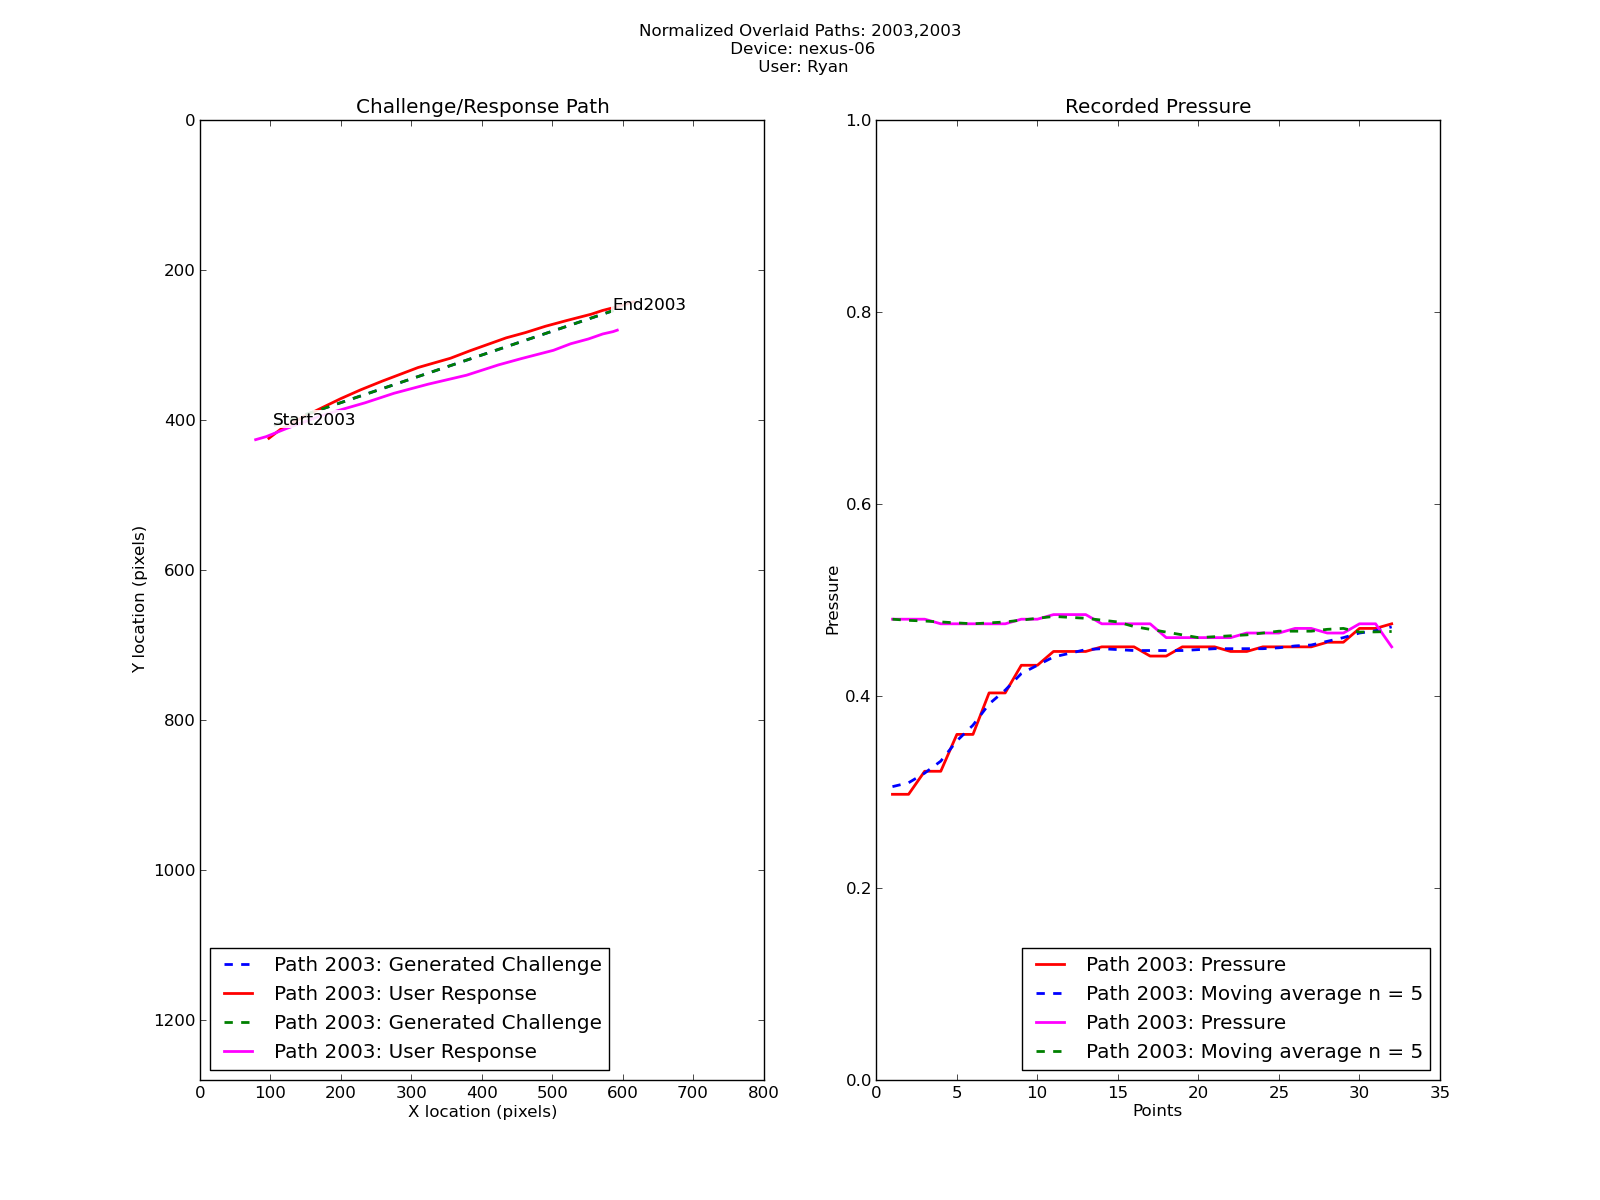 Normalized Overlaid Paths: 2003,2003
Device: nexus-06
User: Ryan
Challenge/Response Path
0
200
400
600
800
1000
1200
Y location (pixels)
End2003
Start2003
Path 2003: Generated Challenge
Path 2003: User Response
Path 2003: Generated Challenge
Path 2003: User Response
0 100 200 300 400 500 600 700 800
X location (pixels)
Recorded Pressure
1.0
0.8
0.6
0.4
0.2
0.0
Pressure
Path 2003: Pressure
Path 2003: Moving average n = 5
Path 2003: Pressure
Path 2003: Moving average n = 5
0 5 10 15 20 25 30 35
Points